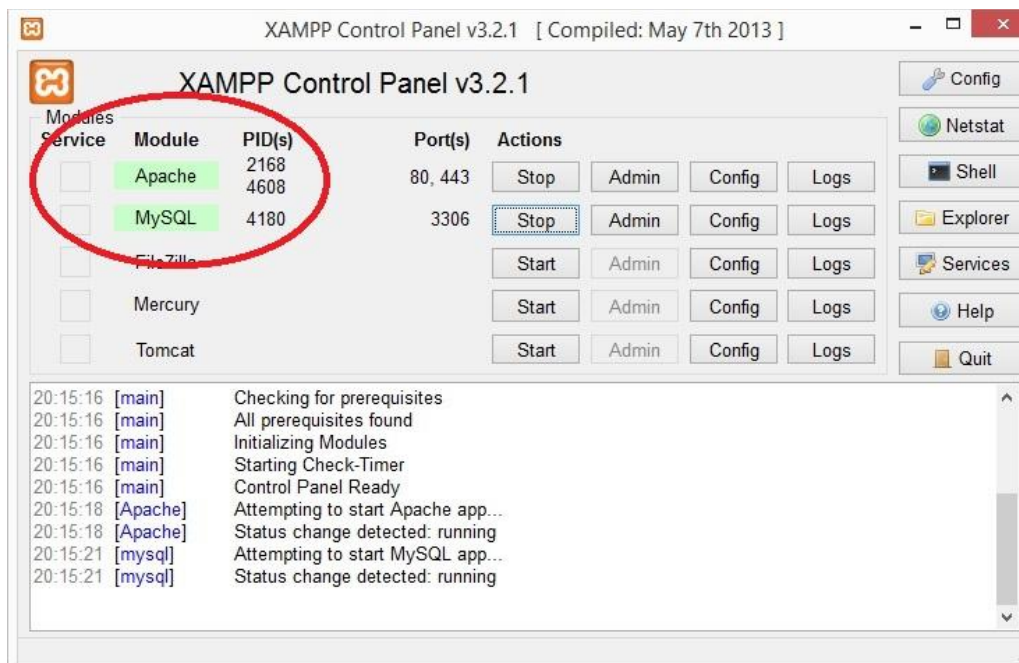 XAMPP Control Panel v3.2.1 [ Compiled: May 7th 2013 ]
XAMPP Control Panel v3.2.1
Config
Modules
Service Module PID(s) Port(s) Actions
Netstat
Apache 2168 4608 80, 443 Stop Admin Config Logs
Shell
MySQL 4180 3306 Stop Admin Config Logs
Explorer
FileZilla Start Admin Config Logs
Services
Mercury Start Admin Config Logs
Help
Tomcat Start Admin Config Logs
Quit
20:15:16 [main] Checking for prerequisites
20:15:16 [main] All prerequisites found
20:15:16 [main] Initializing Modules
20:15:16 [main] Starting Check-Timer
20:15:16 [main] Control Panel Ready
20:15:18 [Apache] Attempting to start Apache app...
20:15:18 [Apache] Status change detected: running
20:15:21 [mysql] Attempting to start MySQL app...
20:15:21 [mysql] Status change detected: running